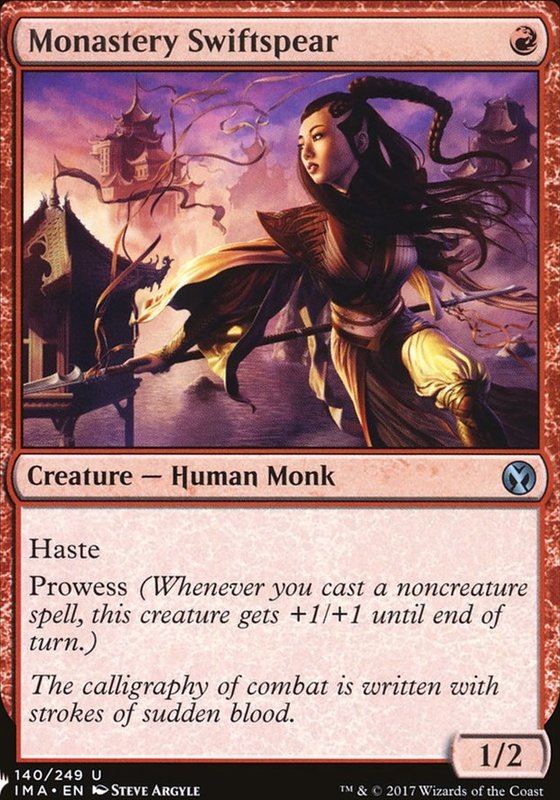 Monastery Swiftspear
Creature — Human Monk
Haste
Prowess (Whenever you cast a noncreature
spell, this creature gets +1/+1 until end of
turn.)
The calligraphy of combat is written with
strokes of sudden blood.
1/2
140/249 U
IMA • EN STEVE ARGYLE
™ & © 2017 Wizards of the Coast